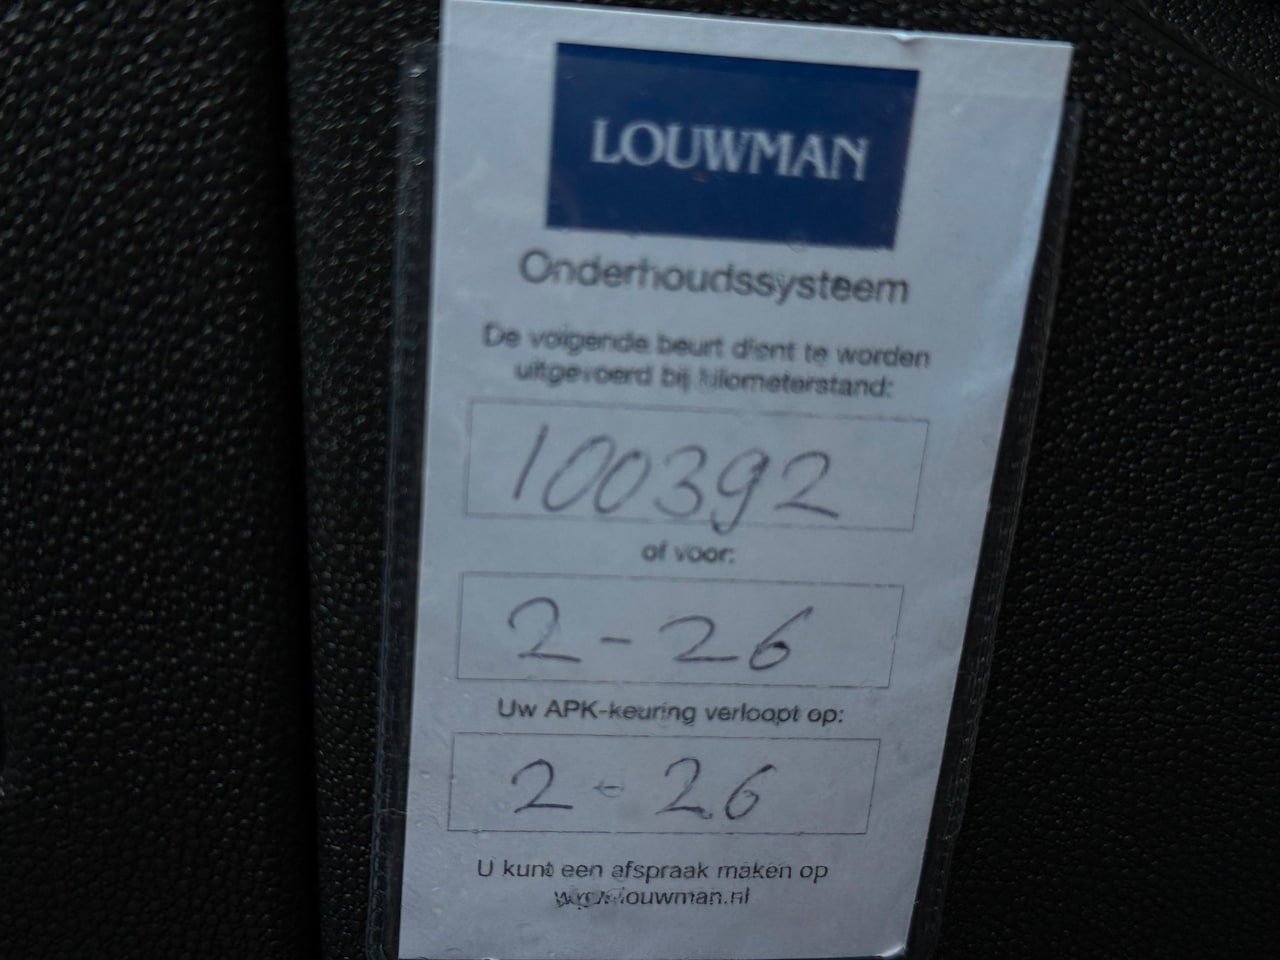 LOUWMAN
Onderhoudssysteem
De volgende beurt dient te worden
uitgevoerd bij kilometerstand:
100392
of voor:
2-26
Uw APK-keuring verloopt op:
2-26
U kunt een afspraak maken op
www.louwman.nl